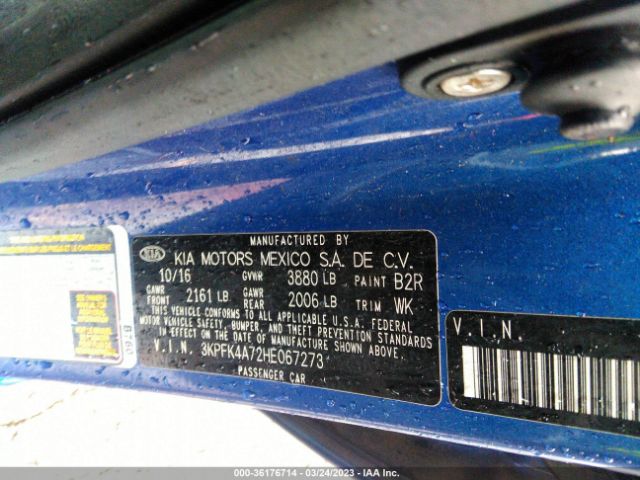 MANUFACTURED BY
KIA KIA MOTORS MEXICO S.A. DE C.V.
10/16 GVWR 3880 LB PAINT B2R
GAWR FRONT 2161 LB GAWR REAR 2006 LB TRIM WK
THIS VEHICLE CONFORMS TO ALL APPLICABLE U.S.A. FEDERAL
MOTOR VEHICLE SAFETY, BUMPER, AND THEFT PREVENTION STANDARDS
IN EFFECT ON THE DATE OF MANUFACTURE SHOWN ABOVE.
V.I.N. 3KPFK4A72HE067273
PASSENGER CAR
V.I.N.
000-36176714 - 03/24/2023 - IAA Inc.